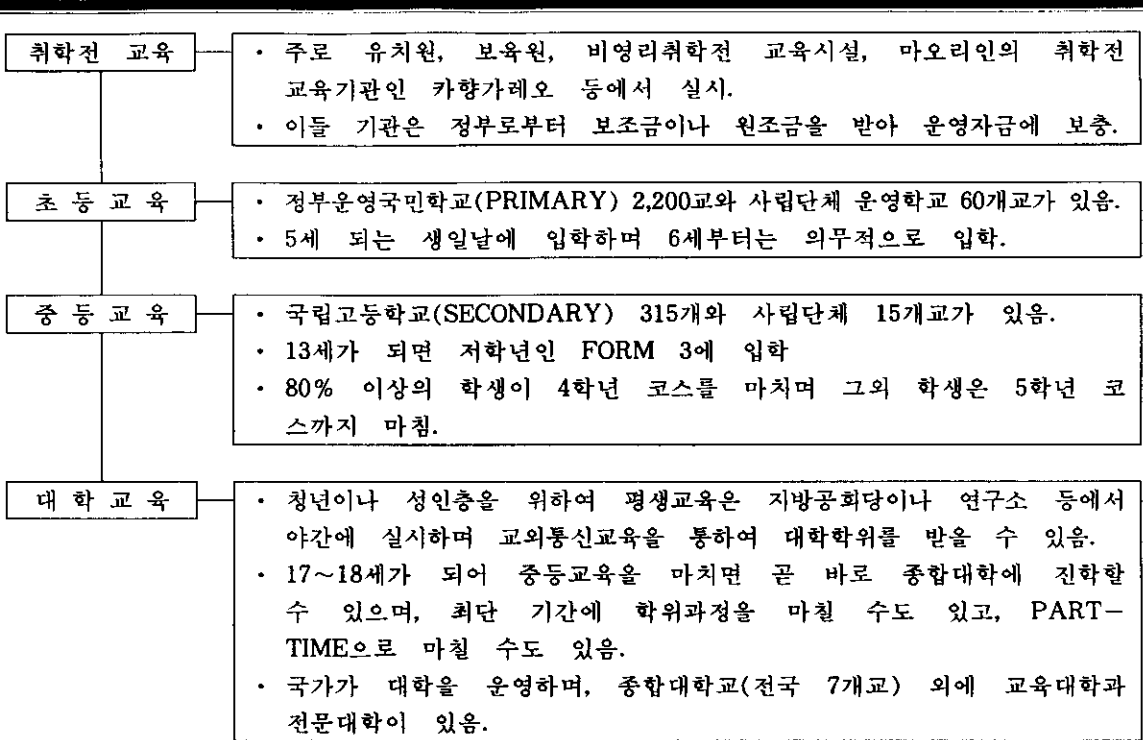 취학전 교육
· 주로 유치원, 보육원, 비영리취학전 교육시설, 마오리인의 취학전
교육기관인 카향가레오 등에서 실시.
· 이들 기관은 정부로부터 보조금이나 원조금을 받아 운영자금에 보충.
초등교육
· 정부운영국민학교(PRIMARY) 2,200교와 사립단체 운영학교 60개교가 있음.
· 5세 되는 생일날에 입학하며 6세부터는 의무적으로 입학.
중등교육
· 국립고등학교(SECONDARY) 315개와 사립단체 15개교가 있음.
· 13세가 되면 저학년인 FORM 3에 입학
· 80% 이상의 학생이 4학년 코스를 마치며 그외 학생은 5학년 코
스까지 마침.
대학교육
· 청년이나 성인층을 위하여 평생교육은 지방공회당이나 연구소 등에서
야간에 실시하며 교외통신교육을 통하여 대학학위를 받을 수 있음.
· 17~18세가 되어 중등교육을 마치면 곧 바로 종합대학에 진학할
수 있으며, 최단 기간에 학위과정을 마칠 수도 있고, PART-
TIME으로 마칠 수도 있음.
· 국가가 대학을 운영하며, 종합대학교(전국 7개교) 외에 교육대학과
전문대학이 있음.